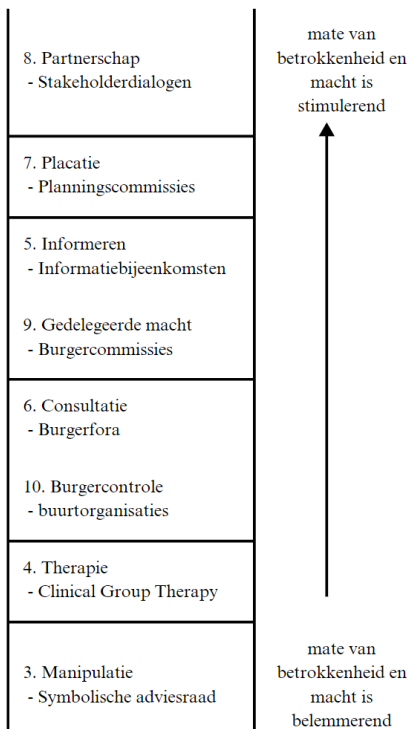 8. Partnerschap
- Stakeholderdialogen
7. Placatie
- Planningscommissies
5. Informeren
- Informatiebijeenkomsten
9. Gedelegeerde macht
- Burgercommissies
6. Consultatie
- Burgerfora
10. Burgercontrole
- buurtorganisaties
4. Therapie
- Clinical Group Therapy
3. Manipulatie
- Symbolische adviesraad
mate van
betrokkenheid en
macht is
stimulerend
mate van
betrokkenheid en
macht is
belemmerend